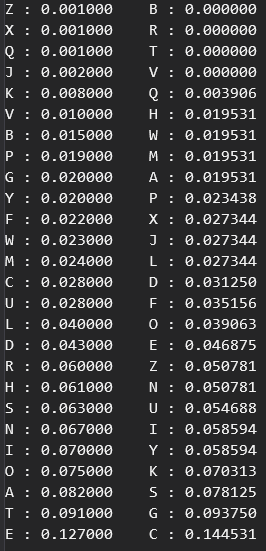 Z : 0.001000    B : 0.000000
X : 0.001000    R : 0.000000
Q : 0.001000    T : 0.000000
J : 0.002000    V : 0.000000
K : 0.008000    Q : 0.003906
V : 0.010000    H : 0.019531
B : 0.015000    W : 0.019531
P : 0.019000    M : 0.019531
G : 0.020000    A : 0.019531
Y : 0.020000    P : 0.023438
F : 0.022000    X : 0.027344
W : 0.023000    J : 0.027344
M : 0.024000    L : 0.027344
C : 0.028000    D : 0.031250
U : 0.028000    F : 0.035156
L : 0.040000    O : 0.039063
D : 0.043000    E : 0.046875
R : 0.060000    Z : 0.050781
H : 0.061000    N : 0.050781
S : 0.063000    U : 0.054688
N : 0.067000    I : 0.058594
I : 0.070000    Y : 0.058594
O : 0.075000    K : 0.070313
A : 0.082000    S : 0.078125
T : 0.091000    G : 0.093750
E : 0.127000    C : 0.144531